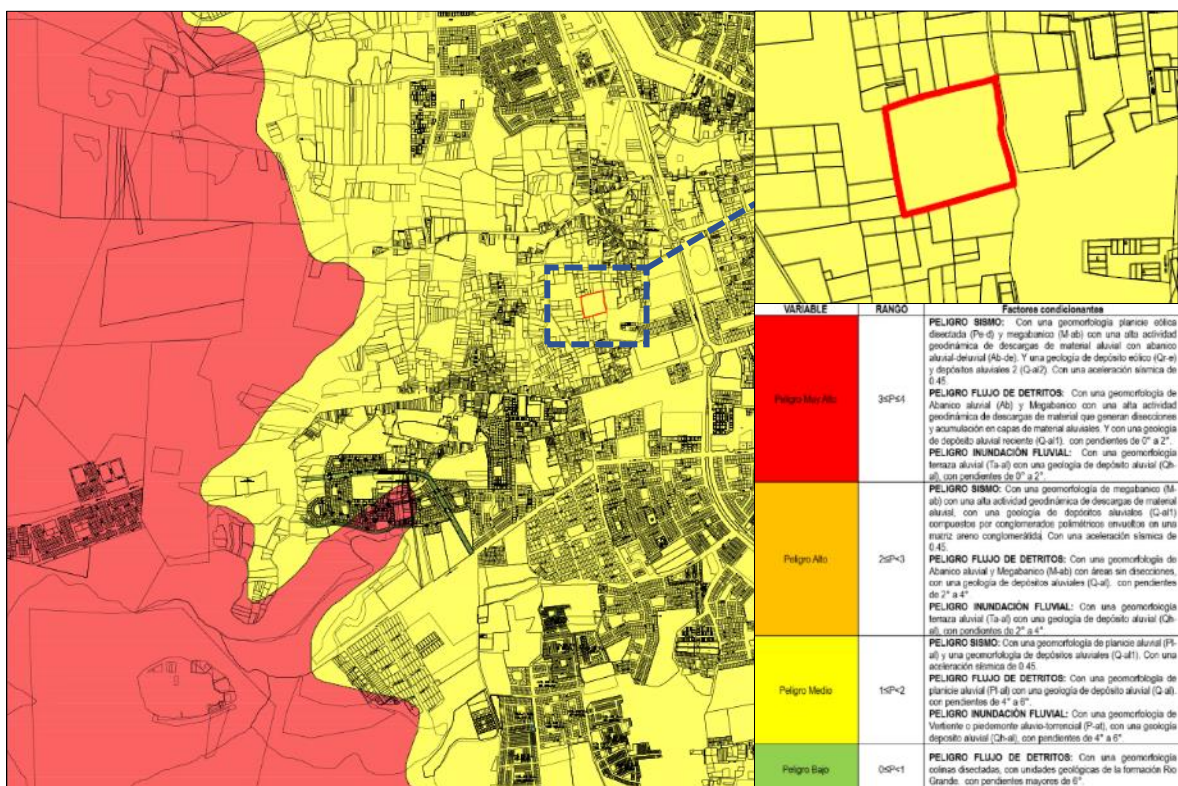 VARIABLE RANGO Factores condicionantes
Peligro Muy Alto
3≤P≤4
PELIGRO SISMO: Con una geomorfología planicie eólica
disectada (Pe-d) y megabanico (M-ab) con una alta actividad
geodinámica de descargas de material aluvial con abanico
aluvial-deluvial (Ab-de). Y una geología de depósito eólico (Qr-e)
y depósitos aluviales 2 (Q-al2). Con una aceleración sísmica de
0.45.
PELIGRO FLUJO DE DETRITOS: Con una geomorfología de
Abanico aluvial (Ab) y Megabanico con una alta actividad
geodinámica de descargas de material que generan disecciones
y acumulación en capas de material aluviales. Y con una geología
de depósito aluvial reciente (Q-al1). con pendientes de 0° a 2°.
PELIGRO INUNDACIÓN FLUVIAL: Con una geomorfología
terraza aluvial (Ta-al) con una geología de depósito aluvial (Qh-
al), con pendientes de 0° a 2°.
Peligro Alto
2≤P<3
PELIGRO SISMO: Con una geomorfología de megabanico (M-
ab) con una alta actividad geodinámica de descargas de material
aluvial, con una geología de depósitos aluviales (Q-al1)
compuestos por conglomerados polimétricos envueltos en una
matriz areno conglomerátida. Con una aceleración sísmica de
0.45.
PELIGRO FLUJO DE DETRITOS: Con una geomorfología de
Abanico aluvial y Megabanico (M-ab) con áreas sin disecciones,
con una geología de depósitos aluviales (Q-al). con pendientes
de 2° a 4°
PELIGRO INUNDACIÓN FLUVIAL: Con una geomorfología
terraza aluvial (Ta-al) con una geología de depósito aluvial (Qh-
al), con pendientes de 2° a 4°.
Peligro Medio
1≤P<2
PELIGRO SISMO: Con una geomorfología de planicie aluvial (Pl-
al) y una geomorfología de depósitos aluviales (Q-al1). Con una
aceleración sísmica de 0.45.
PELIGRO FLUJO DE DETRITOS: Con una geomorfología de
planicie aluvial (Pl-al) con una geología de depósito aluvial (Q-al).
con pendientes de 4° a 6°.
PELIGRO INUNDACIÓN FLUVIAL: Con una geomorfología de
Vertiente o piedemonte aluvio-torrencial (P-at), con una geología
deposito aluvial (Qh-al), con pendientes de 4° a 6°.
Peligro Bajo
0≤P<1
PELIGRO FLUJO DE DETRITOS: Con una geomorfología
colinas disectadas, con unidades geológicas de la formación Rio
Grande. con pendientes mayores de 6°.